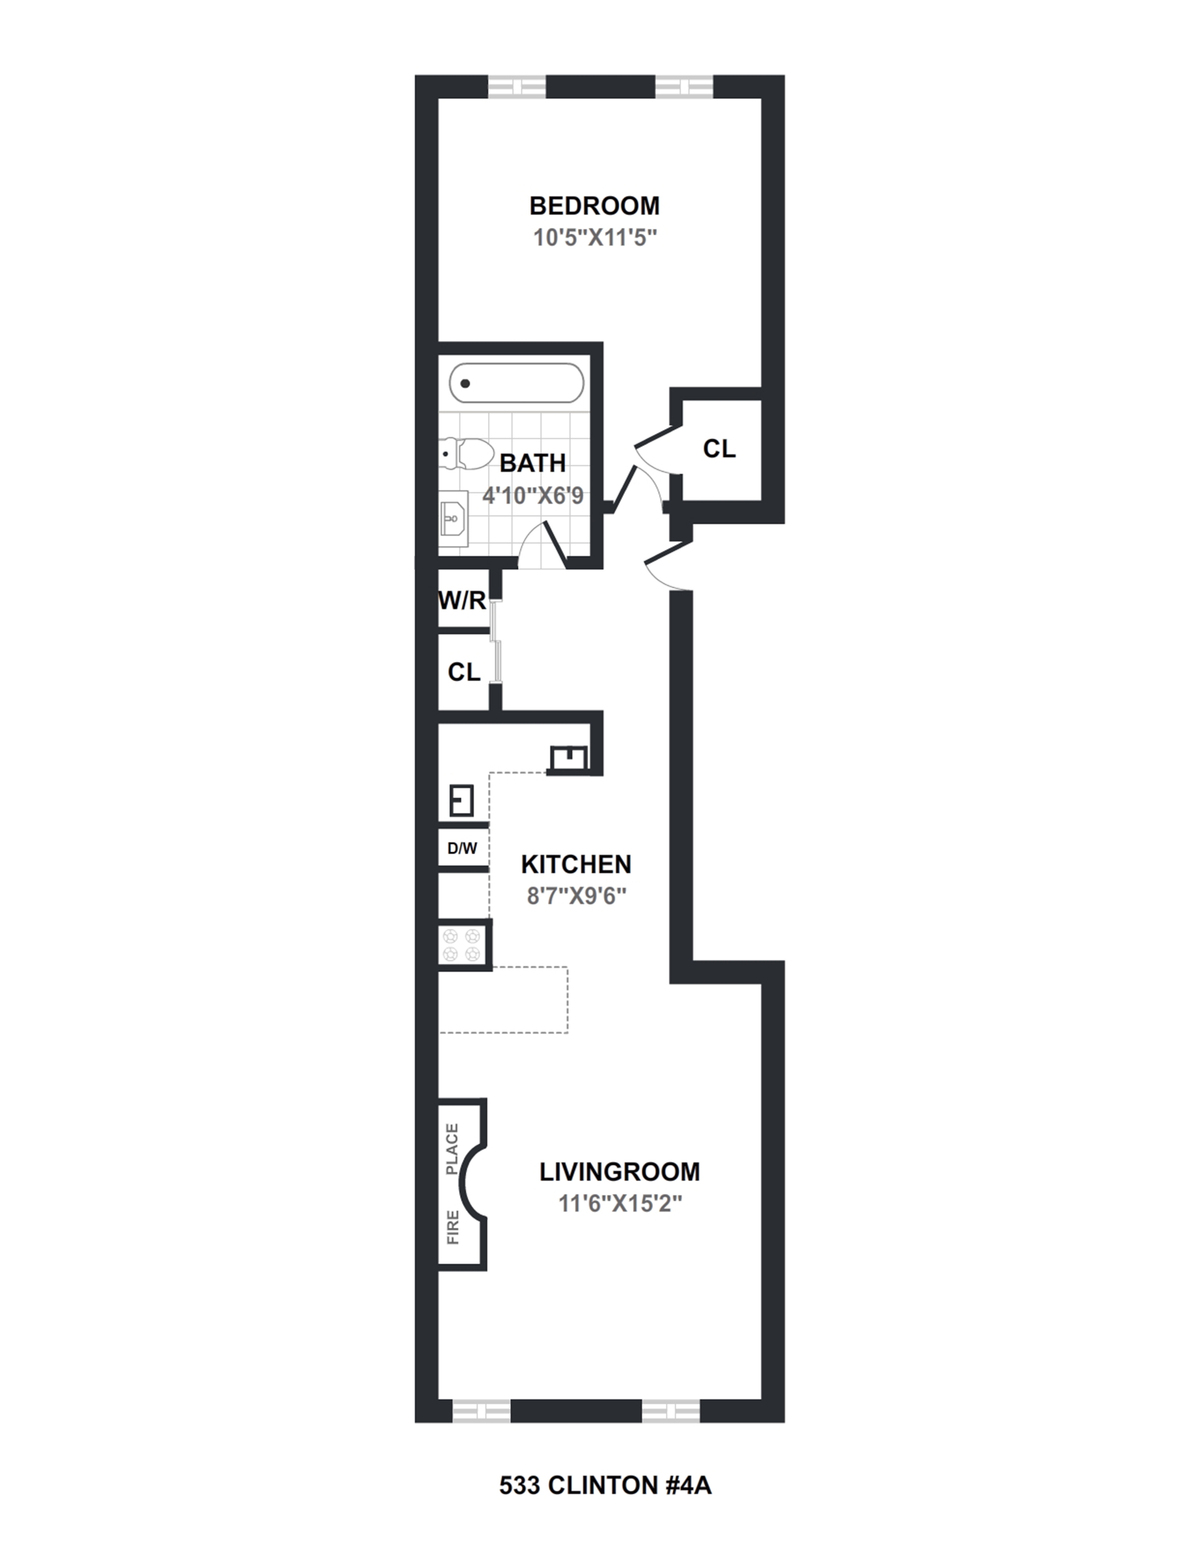 BEDROOM
10'5"X11'5"
CL
BATH
4'10"X6'9
W/R
CL
D/W
KITCHEN
8'7"X9'6"
FIRE PLACE
LIVINGROOM
11'6"X15'2"
533 CLINTON #4A